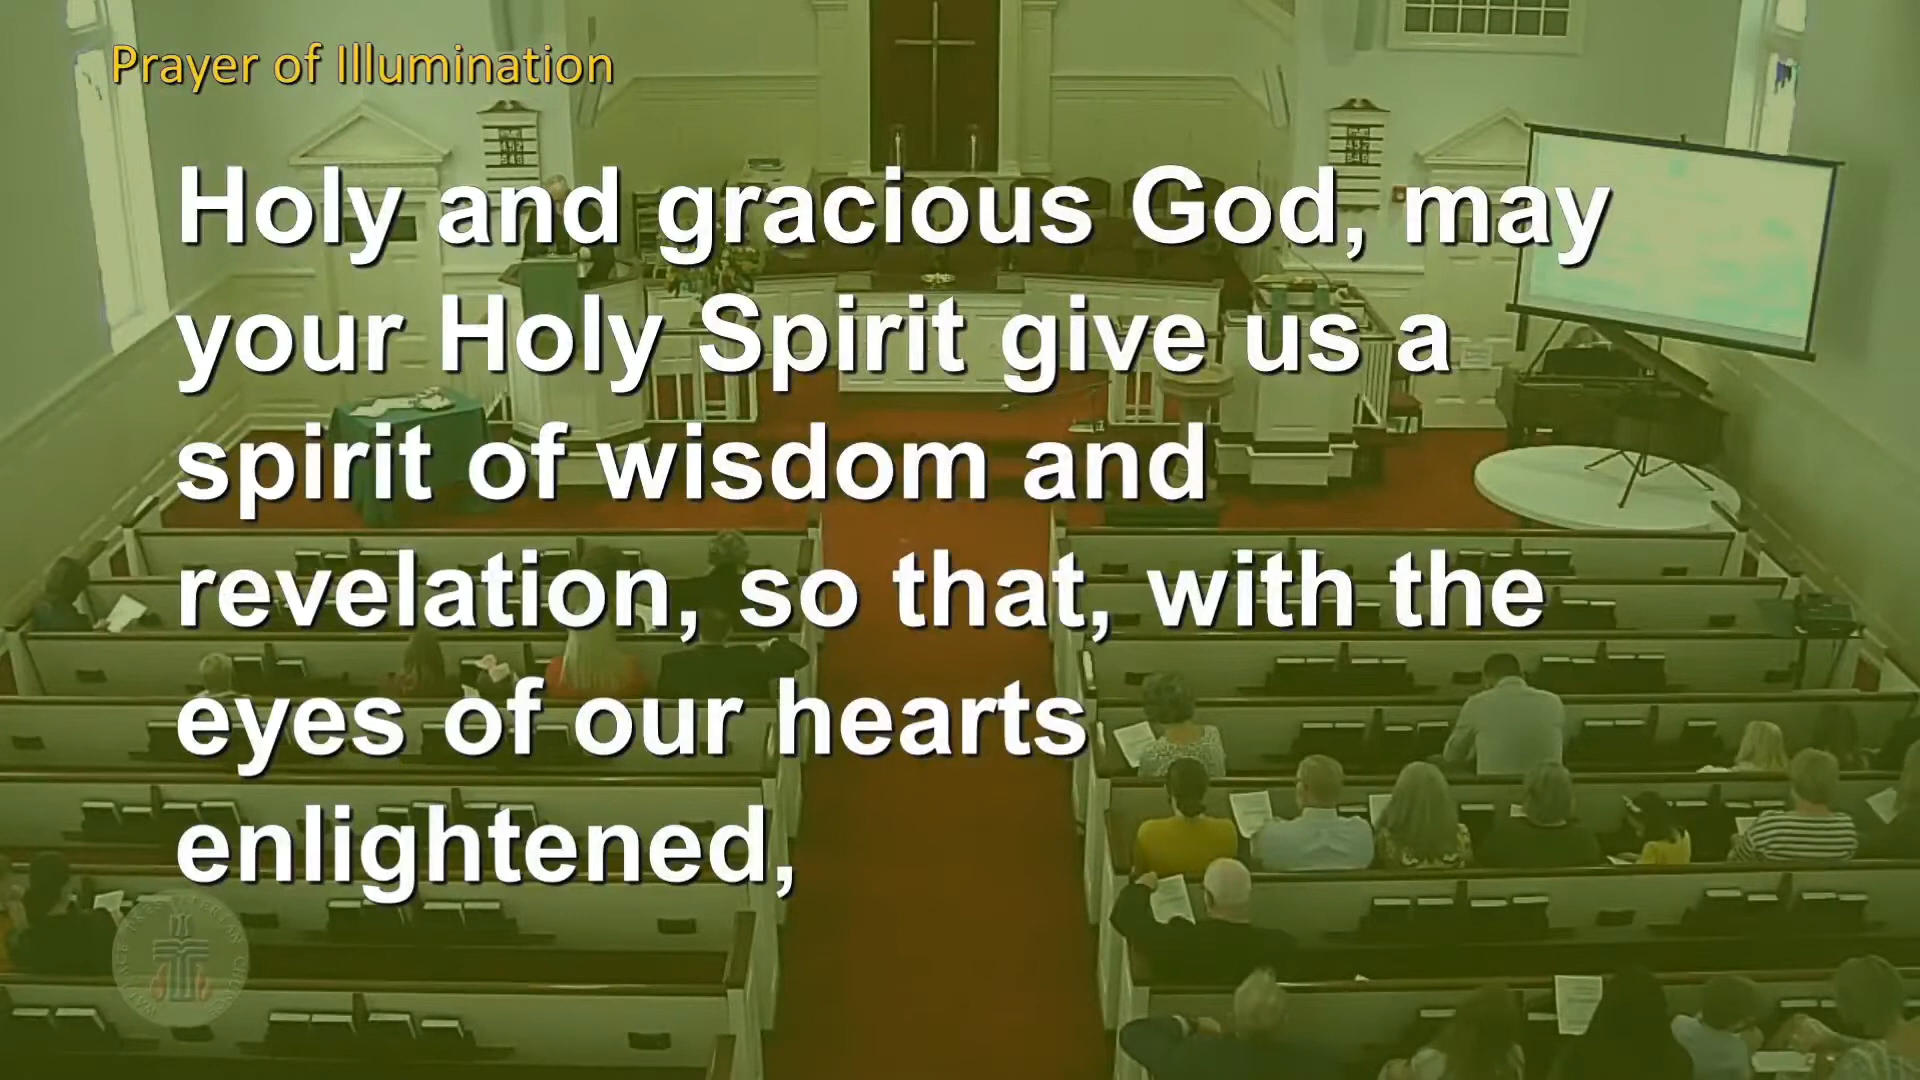 Prayer of Illumination
Holy and gracious God, may
your Holy Spirit give us a
spirit of wisdom and
revelation, so that, with the
eyes of our hearts
enlightened,